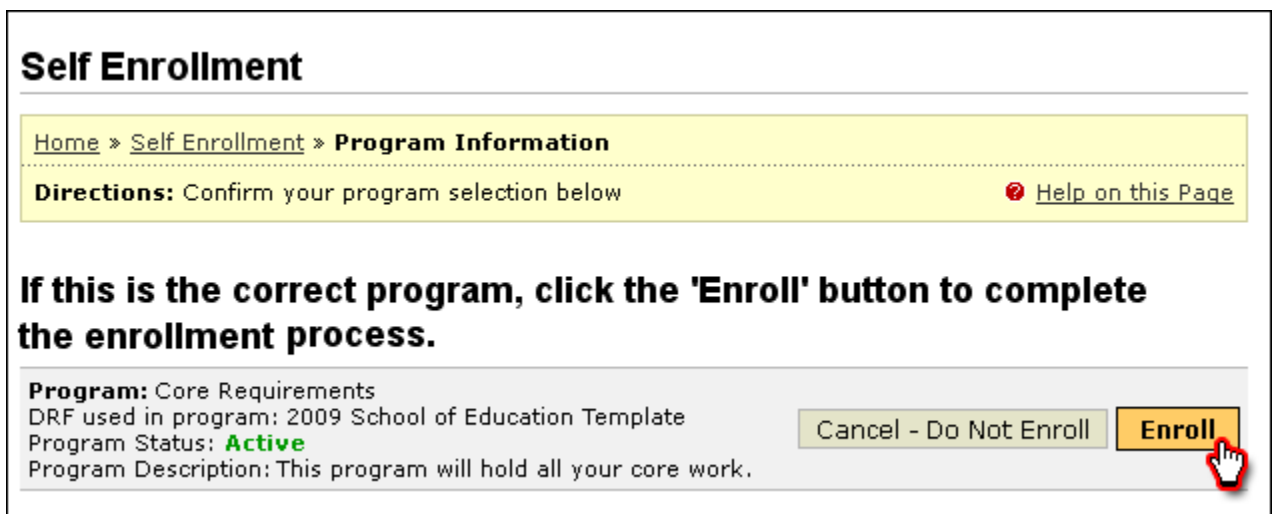 Self Enrollment
Home » Self Enrollment » Program Information
Directions: Confirm your program selection below
Help on this Page
If this is the correct program, click the 'Enroll' button to complete
the enrollment process.
Program: Core Requirements
DRF used in program: 2009 School of Education Template
Program Status: Active
Program Description: This program will hold all your core work.
Cancel - Do Not Enroll
Enroll